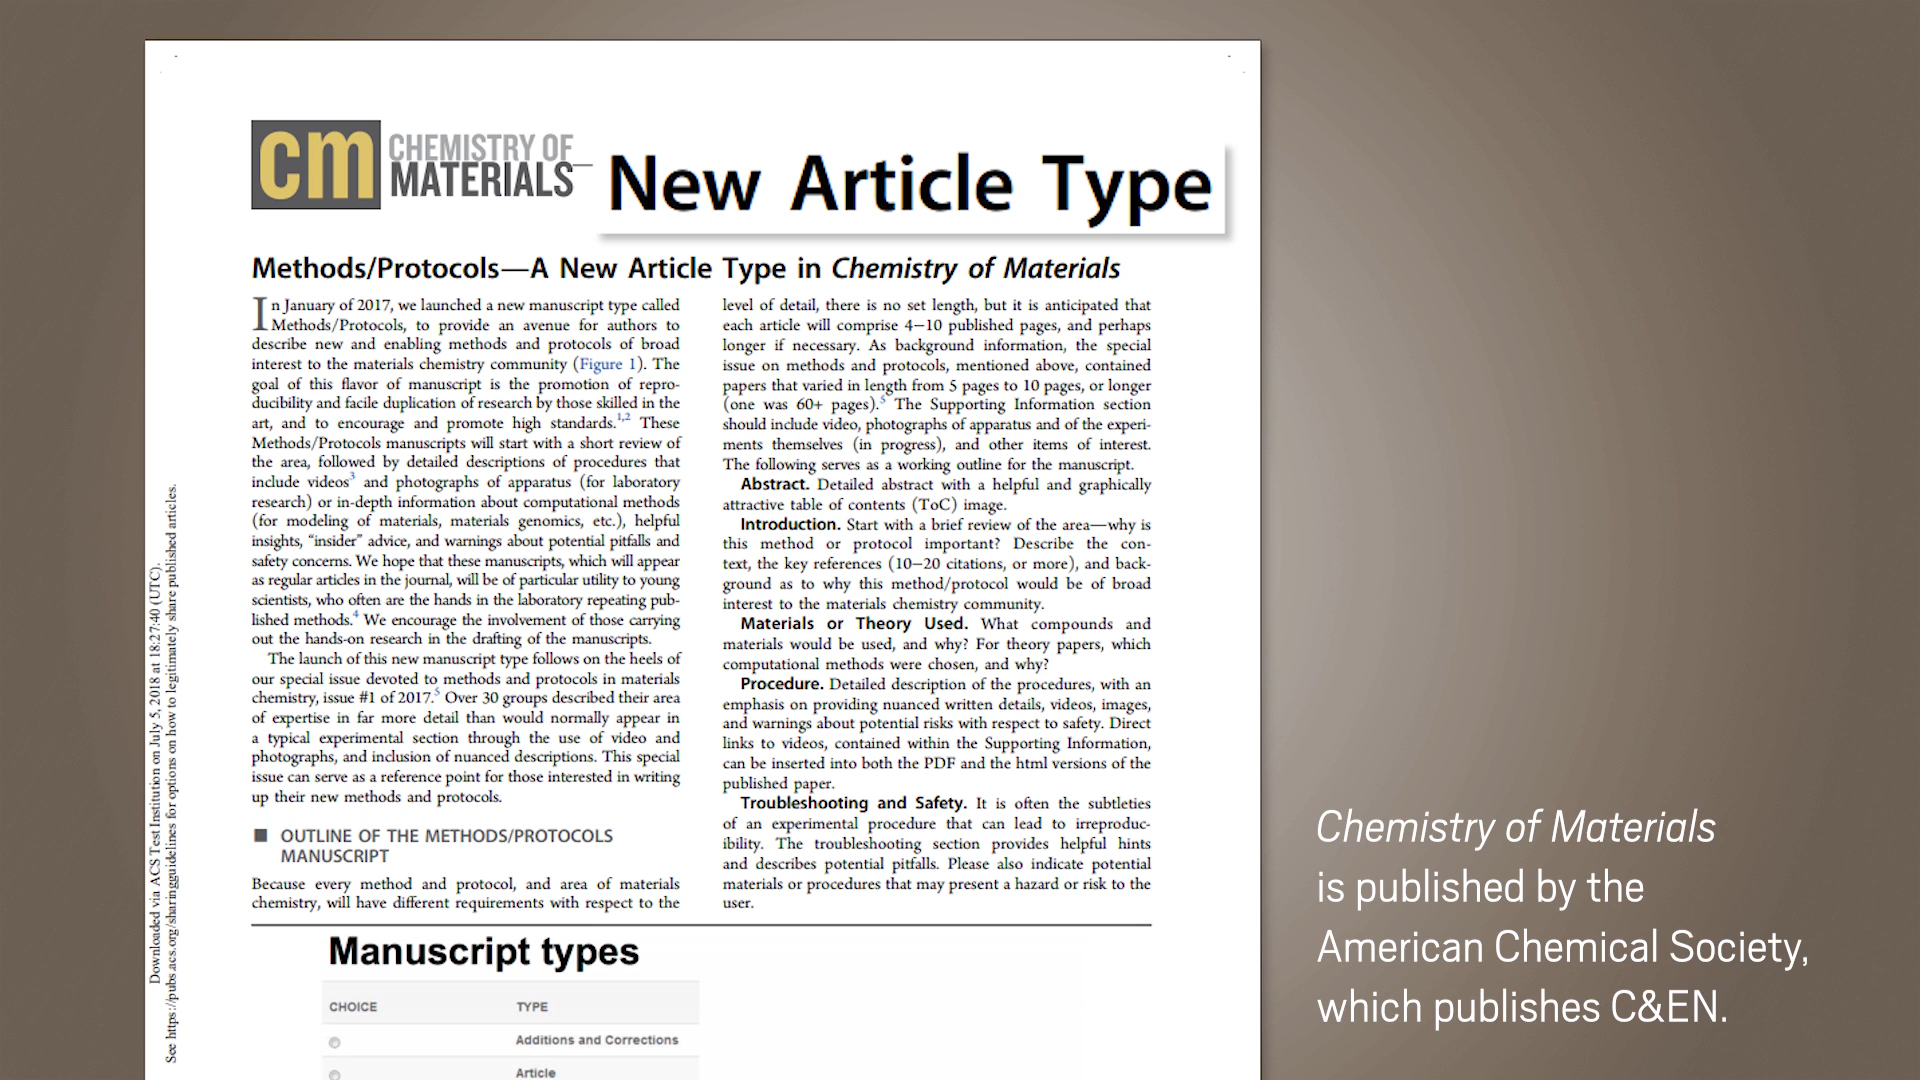 cm CHEMISTRY OF
MATERIALS
New Article Type
Methods/Protocols—A New Article Type in Chemistry of Materials
In January of 2017, we launched a new manuscript type called
Methods/Protocols, to provide an avenue for authors to
describe new and enabling methods and protocols of broad
interest to the materials chemistry community (Figure 1). The
goal of this flavor of manuscript is the promotion of repro-
ducibility and facile duplication of research by those skilled in the
art, and to encourage and promote high standards.1,2 These
Methods/Protocols manuscripts will start with a short review of
the area, followed by detailed descriptions of procedures that
include videos3 and photographs of apparatus (for laboratory
research) or in-depth information about computational methods
(for modeling of materials, materials genomics, etc.), helpful
insights, “insider” advice, and warnings about potential pitfalls and
safety concerns. We hope that these manuscripts, which will appear
as regular articles in the journal, will be of particular utility to young
scientists, who often are the hands in the laboratory repeating pub-
lished methods.4 We encourage the involvement of those carrying
out the hands-on research in the drafting of the manuscripts.
The launch of this new manuscript type follows on the heels of
our special issue devoted to methods and protocols in materials
chemistry, issue #1 of 2017.5 Over 30 groups described their area
of expertise in far more detail than would normally appear in
a typical experimental section through the use of video and
photographs, and inclusion of nuanced descriptions. This special
issue can serve as a reference point for those interested in writing
up their new methods and protocols.
■ OUTLINE OF THE METHODS/PROTOCOLS
MANUSCRIPT
Because every method and protocol, and area of materials
chemistry, will have different requirements with respect to the
level of detail, there is no set length, but it is anticipated that
each article will comprise 4−10 published pages, and perhaps
longer if necessary. As background information, the special
issue on methods and protocols, mentioned above, contained
papers that varied in length from 5 pages to 10 pages, or longer
(one was 60+ pages).5 The Supporting Information section
should include video, photographs of apparatus and of the experi-
ments themselves (in progress), and other items of interest.
The following serves as a working outline for the manuscript.
Abstract. Detailed abstract with a helpful and graphically
attractive table of contents (ToC) image.
Introduction. Start with a brief review of the area—why is
this method or protocol important? Describe the con-
text, the key references (10−20 citations, or more), and back-
ground as to why this method/protocol would be of broad
interest to the materials chemistry community.
Materials or Theory Used. What compounds and
materials would be used, and why? For theory papers, which
computational methods were chosen, and why?
Procedure. Detailed description of the procedures, with an
emphasis on providing nuanced written details, videos, images,
and warnings about potential risks with respect to safety. Direct
links to videos, contained within the Supporting Information,
can be inserted into both the PDF and the html versions of the
published paper.
Troubleshooting and Safety. It is often the subtleties
of an experimental procedure that can lead to irreproduc-
ibility. The troubleshooting section provides helpful hints
and describes potential pitfalls. Please also indicate potential
materials or procedures that may present a hazard or risk to the
user.
Manuscript types
CHOICE TYPE
Additions and Corrections
Article
Downloaded via ACS Test Institution on July 5, 2018 at 18:27:40 (UTC).
See https://pubs.acs.org/sharingguidelines for options on how to legitimately share published articles.
Chemistry of Materials
is published by the
American Chemical Society,
which publishes C&EN.